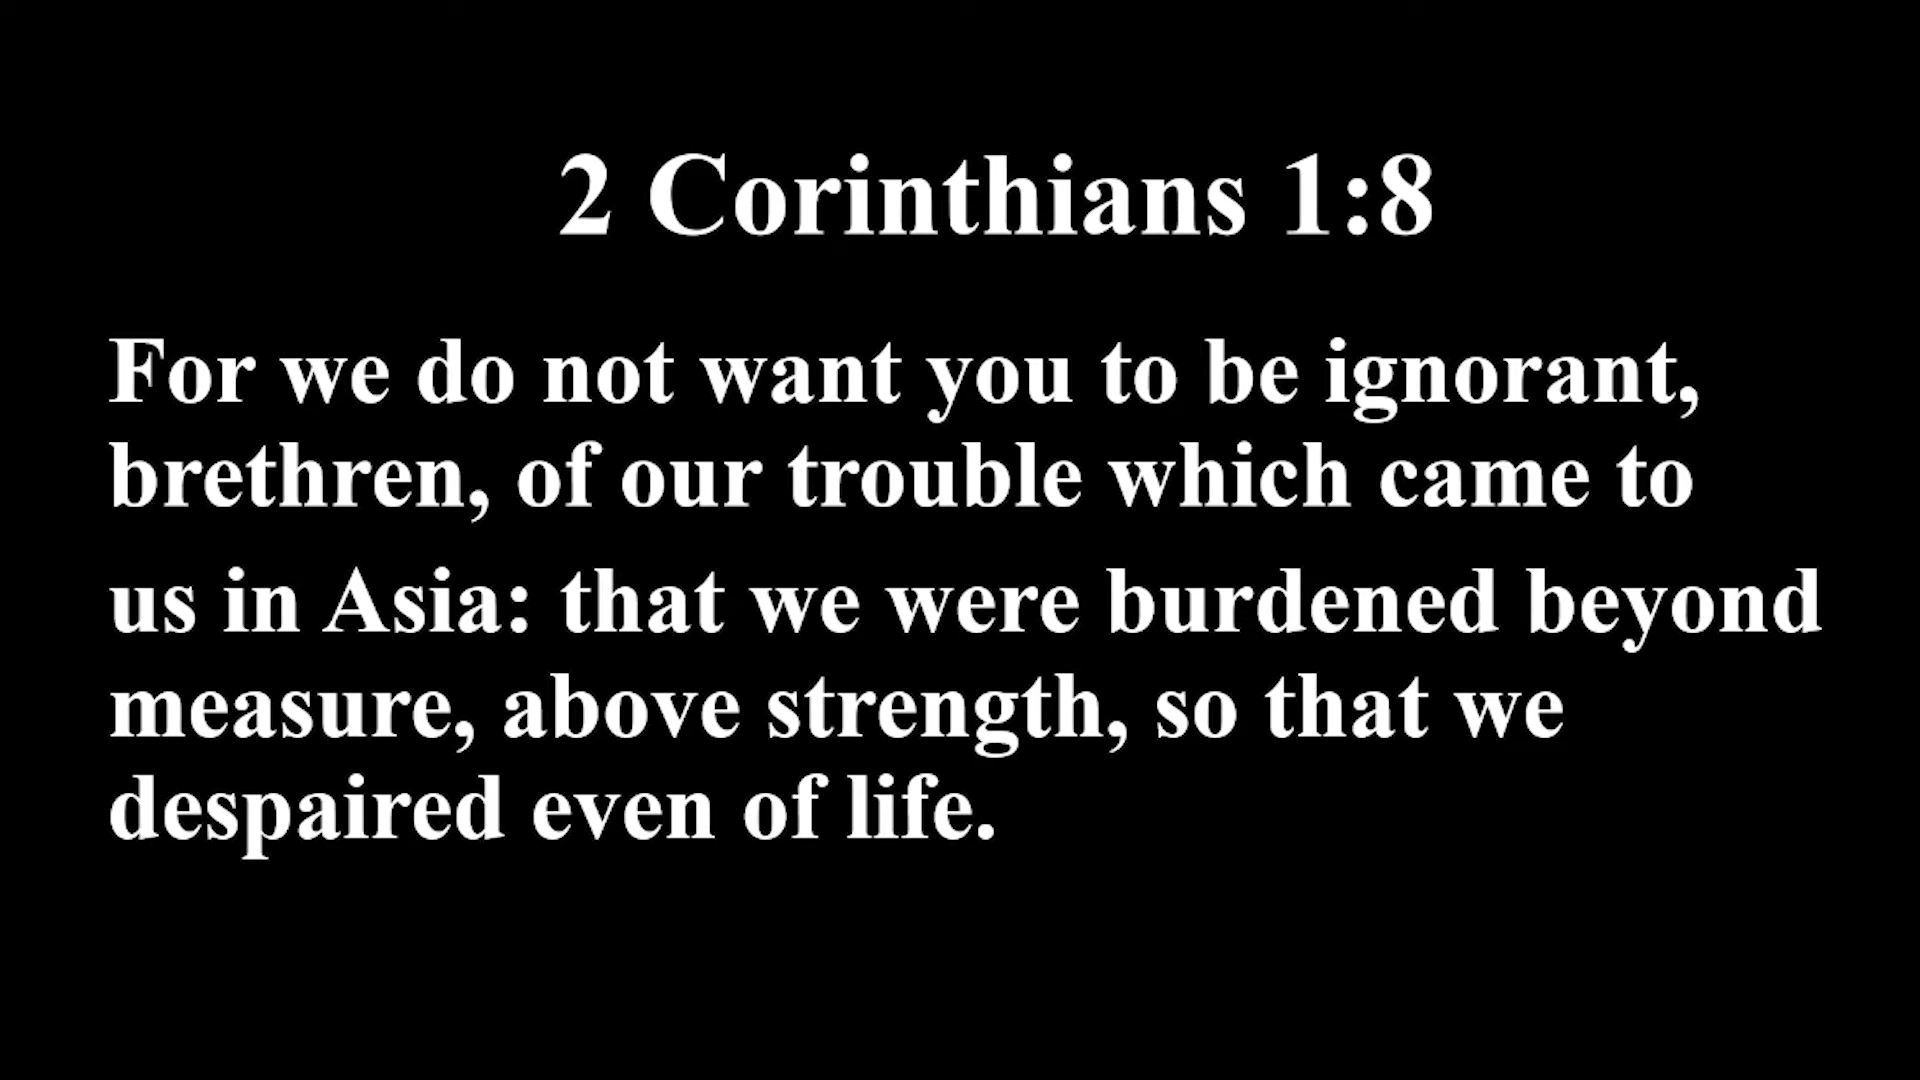 2 Corinthians 1:8
For we do not want you to be ignorant,
brethren, of our trouble which came to
us in Asia: that we were burdened beyond
measure, above strength, so that we
despaired even of life.